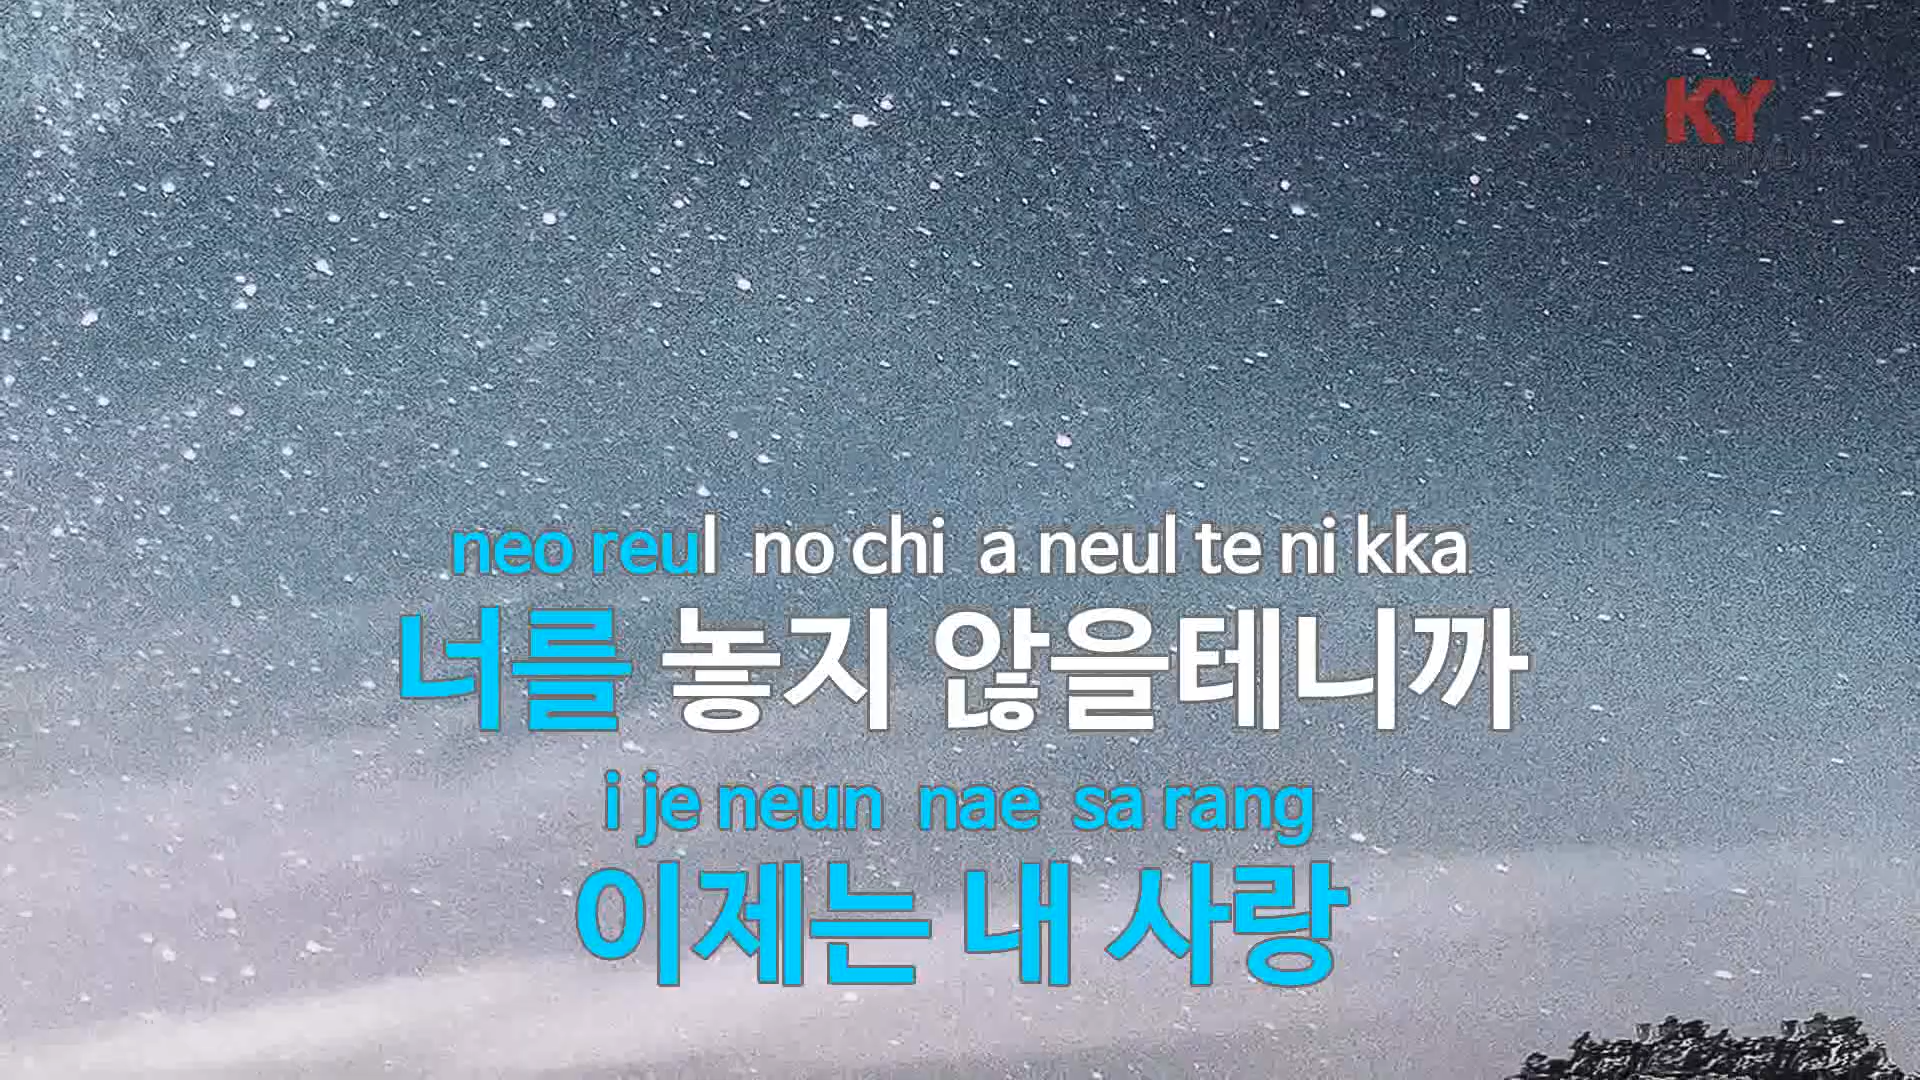 KY
neo reul no chi a neul te ni kka
너를 놓지 않을테니까
i je neun nae sa rang
이제는 내 사랑